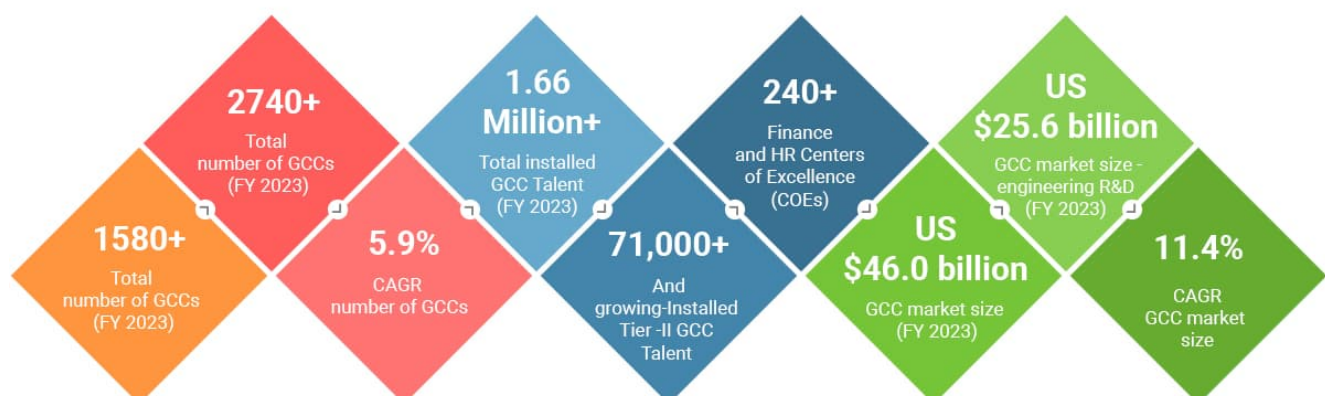 1580+
Total
number of GCCs
(FY 2023)
2740+
Total
number of GCCs
(FY 2023)
5.9%
CAGR
number of GCCs
1.66
Million+
Total installed
GCC Talent
(FY 2023)
71,000+
And
growing-Installed
Tier -II GCC
Talent
240+
Finance
and HR Centers
of Excellence
(COEs)
US
$46.0 billion
GCC market size
(FY 2023)
US
$25.6 billion
GCC market size -
engineering R&D
(FY 2023)
11.4%
CAGR
GCC market
size